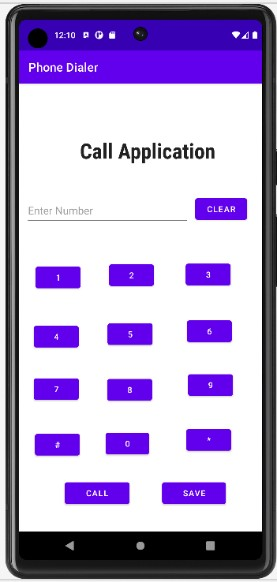 12:10
Phone Dialer
Call Application
Enter Number CLEAR
1 2 3
4 5 6
7 8 9
# 0 *
CALL SAVE